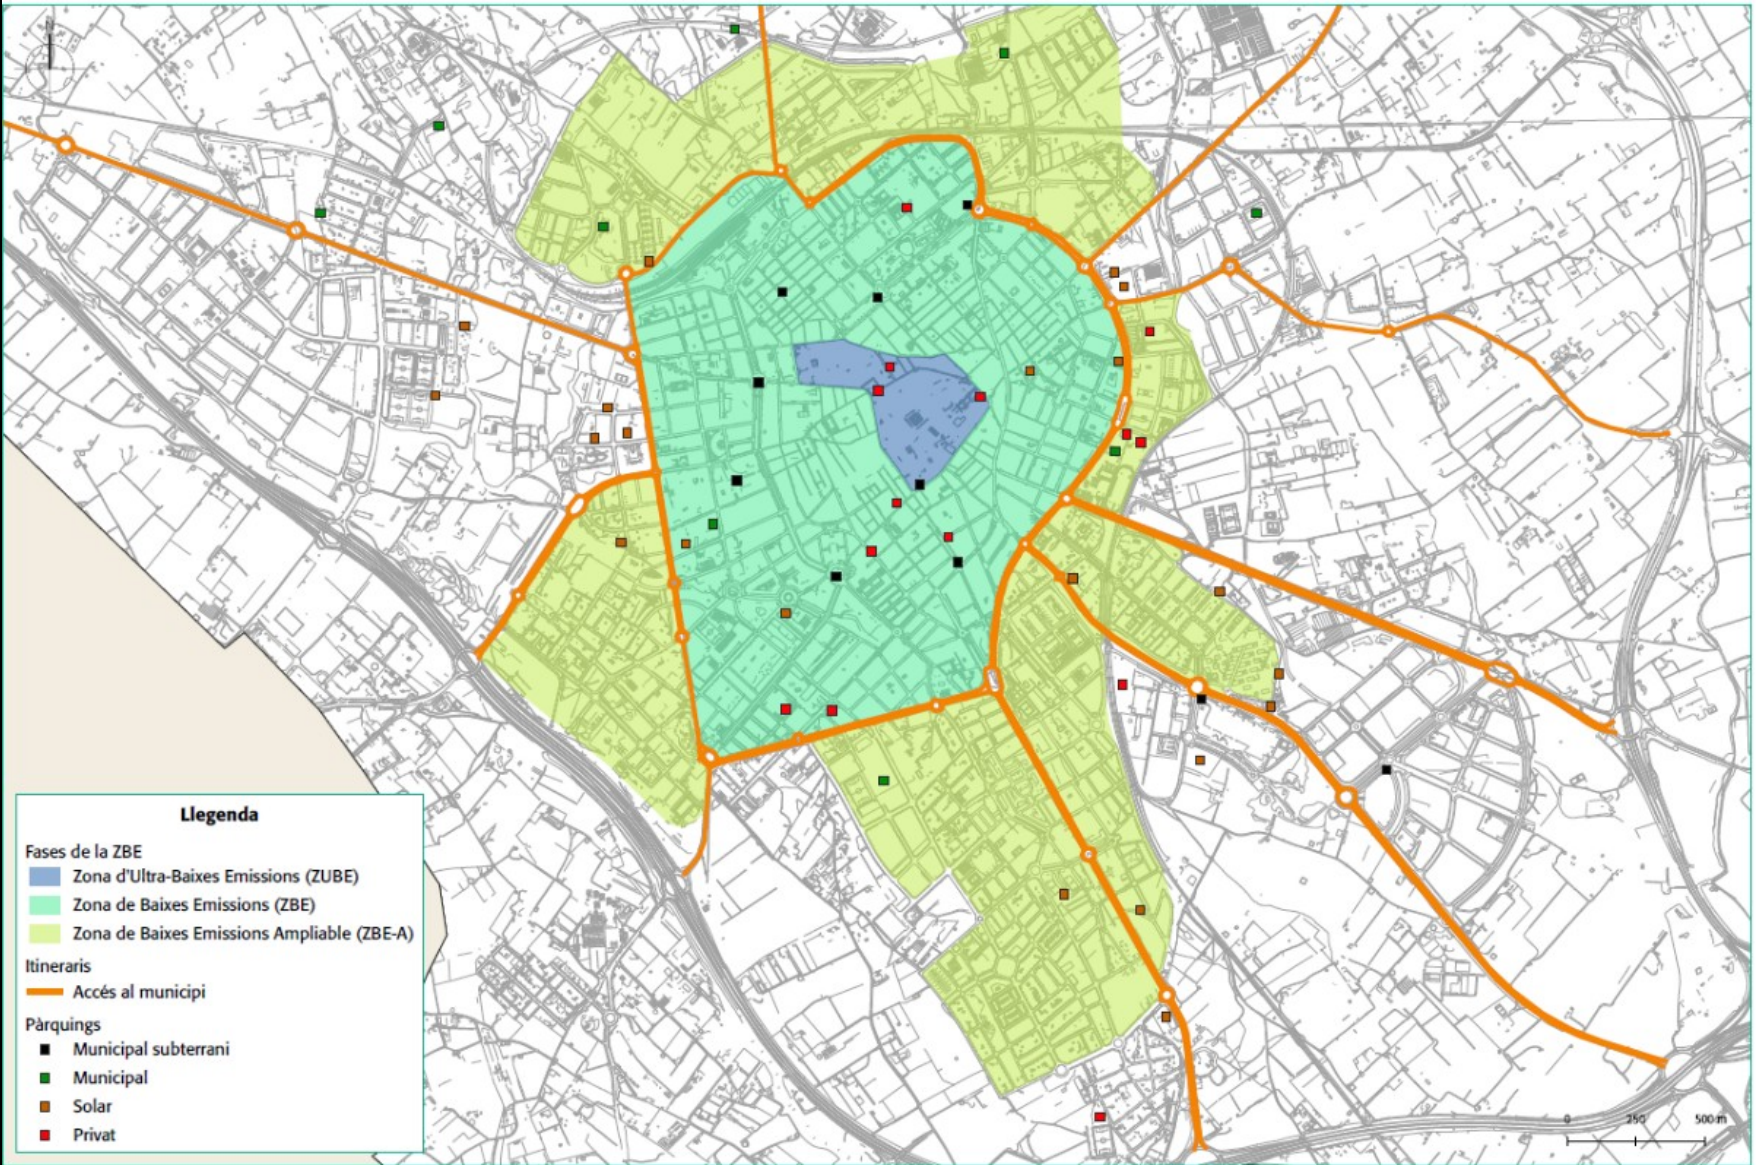 N
Llegenda
Fases de la ZBE
Zona d'Ultra-Baixes Emissions (ZUBE)
Zona de Baixes Emissions (ZBE)
Zona de Baixes Emissions Ampliable (ZBE-A)
Itineraris
Accés al municipi
Pàrquings
Municipal subterrani
Municipal
Solar
Privat
0 250 500 m